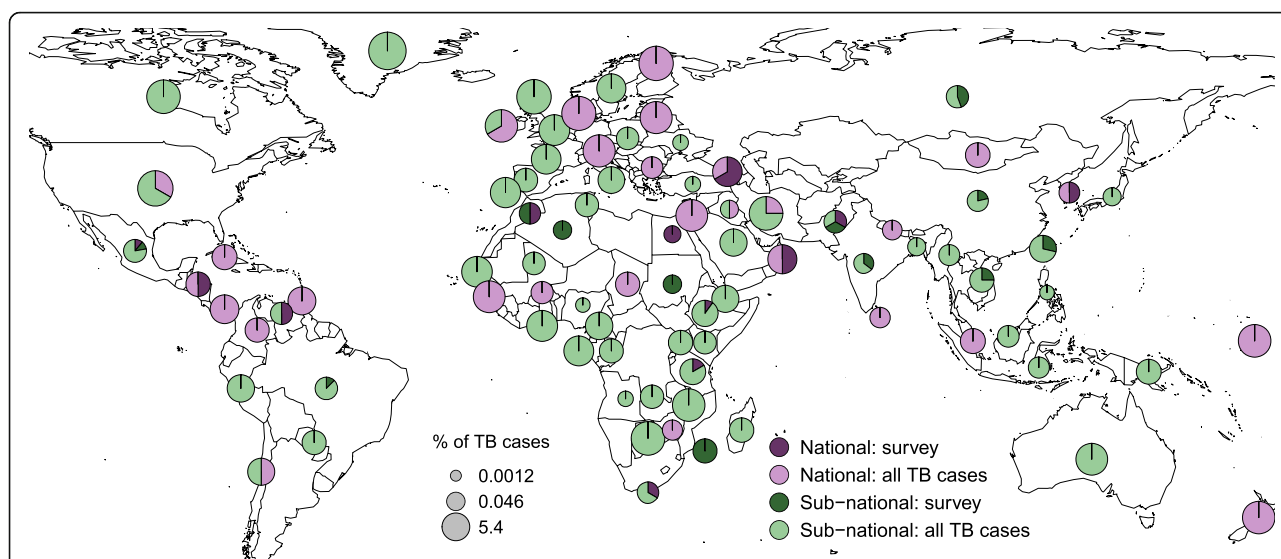 % of TB cases
0.0012
0.046
5.4
National: survey
National: all TB cases
Sub−national: survey
Sub−national: all TB cases